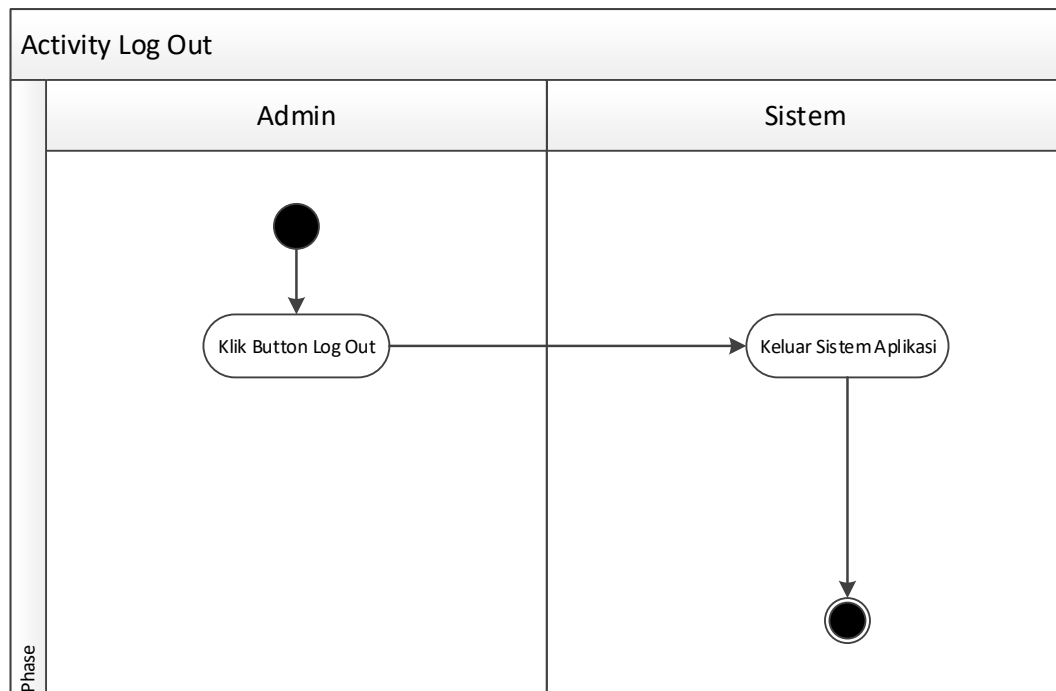 Activity Log Out
Admin
Sistem
Klik Button Log Out
Keluar Sistem Aplikasi
Phase